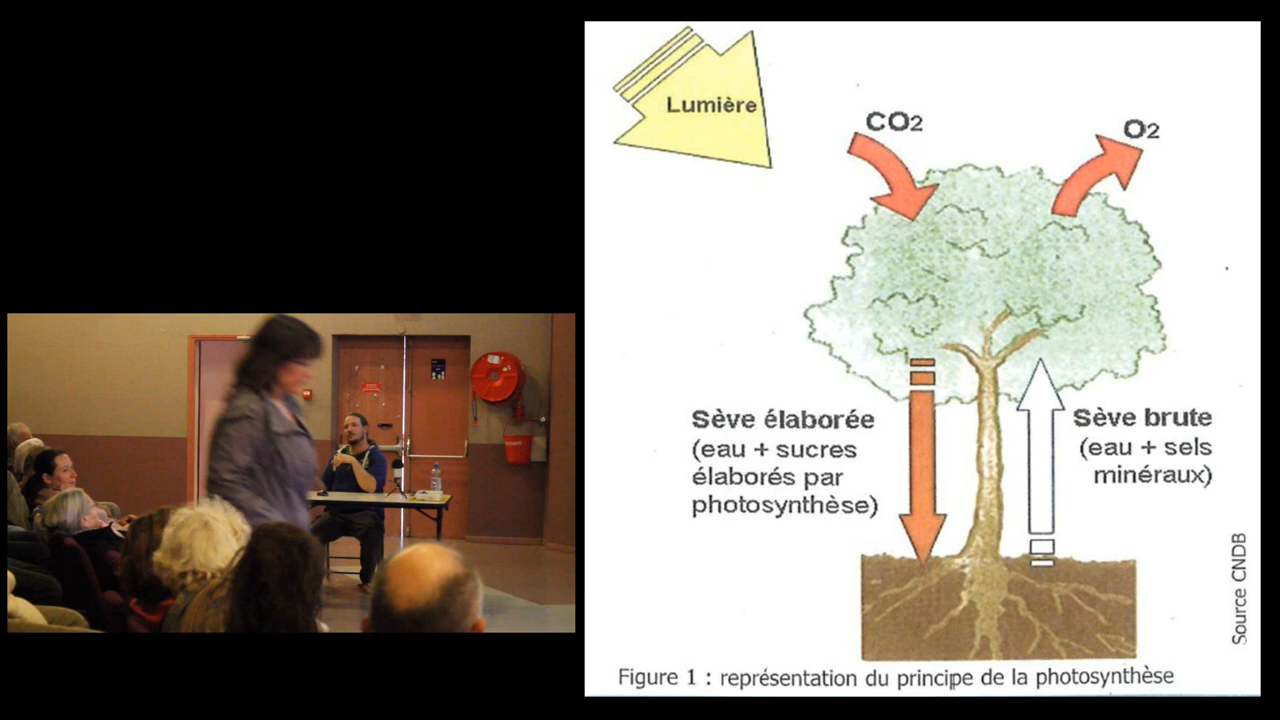 Lumière
CO2
O2
Sève élaborée
(eau + sucres
élaborés par
photosynthèse)
Sève brute
(eau + sels
minéraux)
Source CNDB
Figure 1 : représentation du principe de la photosynthèse